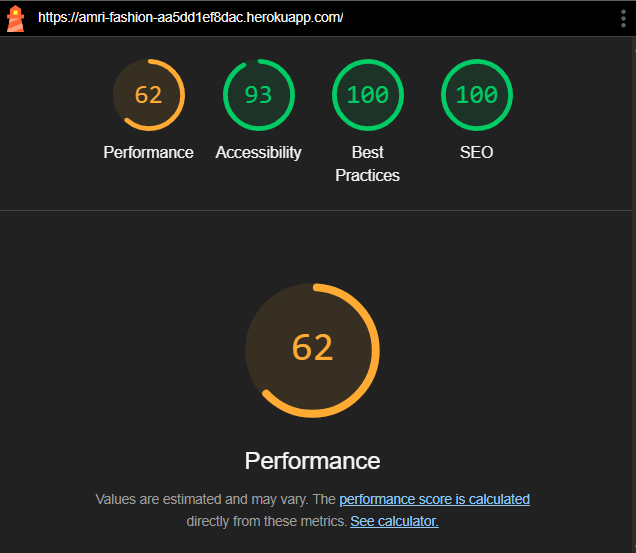 https://amri-fashion-aa5dd1ef8dac.herokuapp.com/
62 93 100 100
Performance Accessibility Best Practices SEO
62
Performance
Values are estimated and may vary. The performance score is calculated
directly from these metrics. See calculator.